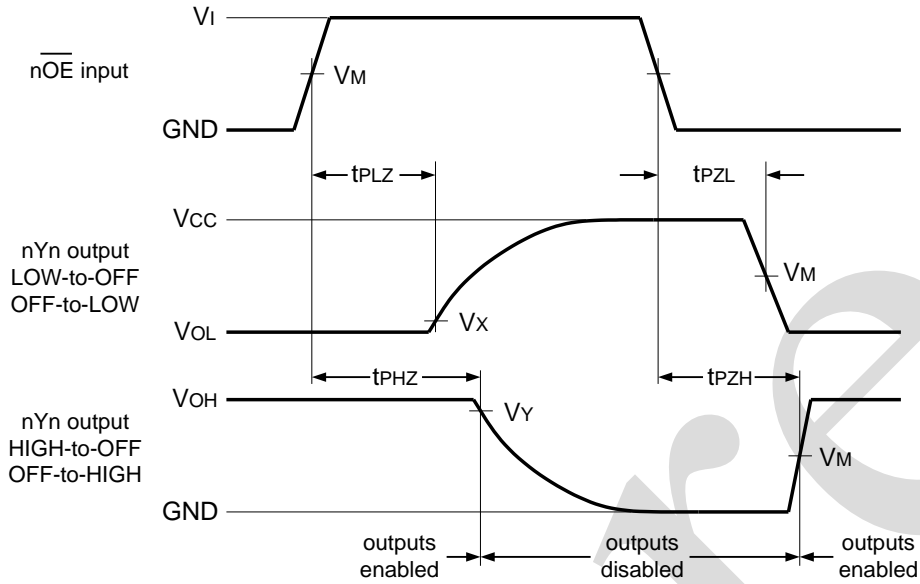 VI
nOE input
VM
GND
tPLZ
tPZL
VCC
nYn output
LOW-to-OFF
OFF-to-LOW
VM
VX
VOL
tPHZ
tPZH
VOH
VY
nYn output
HIGH-to-OFF
OFF-to-HIGH
VM
GND
outputs
enabled
outputs
disabled
outputs
enabled